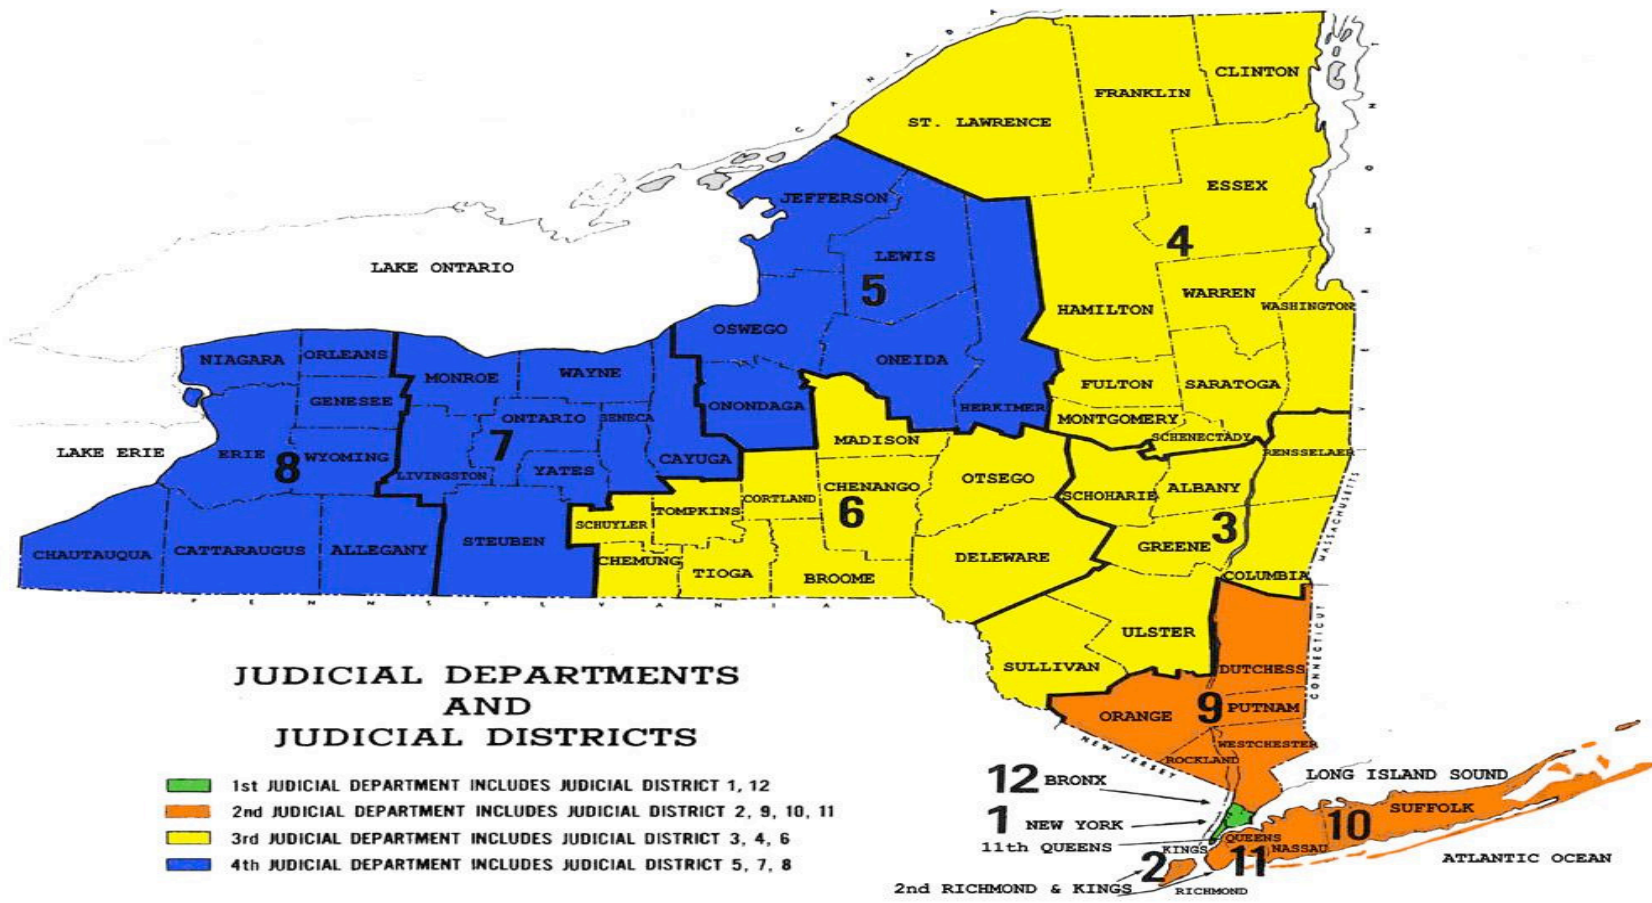 CANADA
CLINTON
FRANKLIN
ST. LAWRENCE
ESSEX
JEFFERSON
4
LEWIS
LAKE ONTARIO
5
WARREN
WASHINGTON
HAMILTON
OSWEGO
NIAGARA
ORLEANS
ONEIDA
MONROE
WAYNE
FULTON
SARATOGA
GENESEE
ONONDAGA
HERKIMER
ONTARIO
SENECA
MONTGOMERY
SCHENECTADY
MADISON
7
LAKE ERIE
ERIE
8
WYOMING
CAYUGA
RENSSELAER
LIVINGSTON
YATES
OTSEGO
CHENANGO
ALBANY
SCHOHARIE
CORTLAND
TOMPKINS
6
SCHUYLER
3
MASSACHUSETTS
STEUBEN
GREENE
CHAUTAUQUA
CATTARAUGUS
ALLEGANY
DELEWARE
CHEMUNG
TIOGA
BROOME
COLUMBIA
PENNSYLVANIA
ULSTER
CONNECTICUT
SULLIVAN
DUTCHESS
JUDICIAL DEPARTMENTS
AND
JUDICIAL DISTRICTS
ORANGE
9
PUTNAM
WESTCHESTER
NEW JERSEY
ROCKLAND
12 BRONX
LONG ISLAND SOUND
1st JUDICIAL DEPARTMENT INCLUDES JUDICIAL DISTRICT 1, 12
2nd JUDICIAL DEPARTMENT INCLUDES JUDICIAL DISTRICT 2, 9, 10, 11
3rd JUDICIAL DEPARTMENT INCLUDES JUDICIAL DISTRICT 3, 4, 6
4th JUDICIAL DEPARTMENT INCLUDES JUDICIAL DISTRICT 5, 7, 8
SUFFOLK
1 NEW YORK
10
11th QUEENS
QUEENS
KINGS
NASSAU
2
11
ATLANTIC OCEAN
2nd RICHMOND & KINGS
RICHMOND